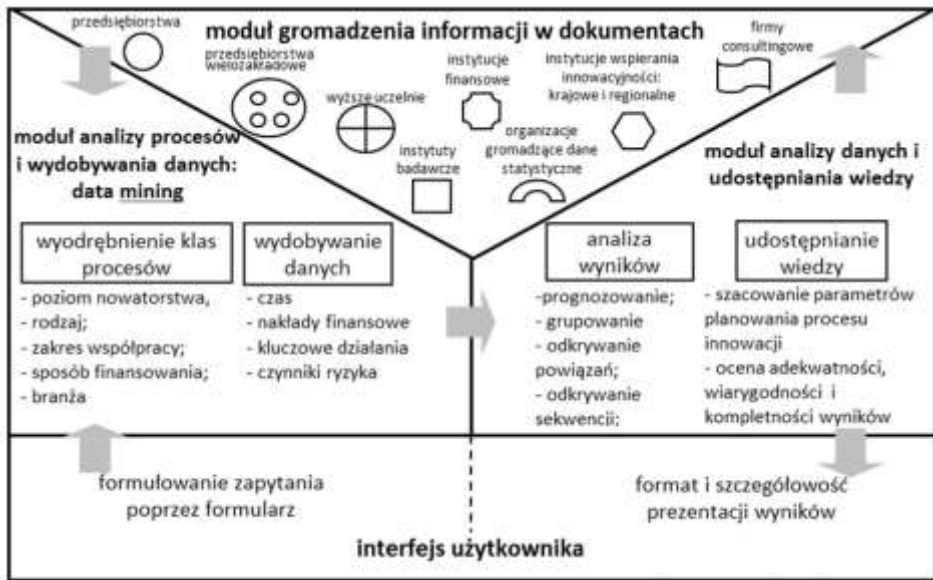 przedsiębiorstwa
moduł gromadzenia informacji w dokumentach
firmy
consultingowe
przedsiębiorstwa
wielozakładowe
instytucje
finansowe
instytucje wspierania
innowacyjności:
krajowe i regionalne
wyższe uczelnie
instytuty
badawcze
organizacje
gromadzące dane
statystyczne
moduł analizy procesów
i wydobywania danych:
data mining
moduł analizy danych i
udostępniania wiedzy
wyodrębnienie klas
procesów
- poziom nowatorstwa,
- rodzaj;
- zakres współpracy;
- sposób finansowania;
- branża
wydobywanie
danych
- czas
- nakłady finansowe
- kluczowe działania
- czynniki ryzyka
analiza
wyników
-prognozowanie;
- grupowanie
- odkrywanie
powiązań;
- odkrywanie
sekwencji;
udostępnianie
wiedzy
- szacowanie parametrów
planowania procesu
innowacji
- ocena adekwatności,
wiarygodności i
kompletności wyników
formułowanie zapytania
poprzez formularz
format i szczegółowość
prezentacji wyników
interfejs użytkownika